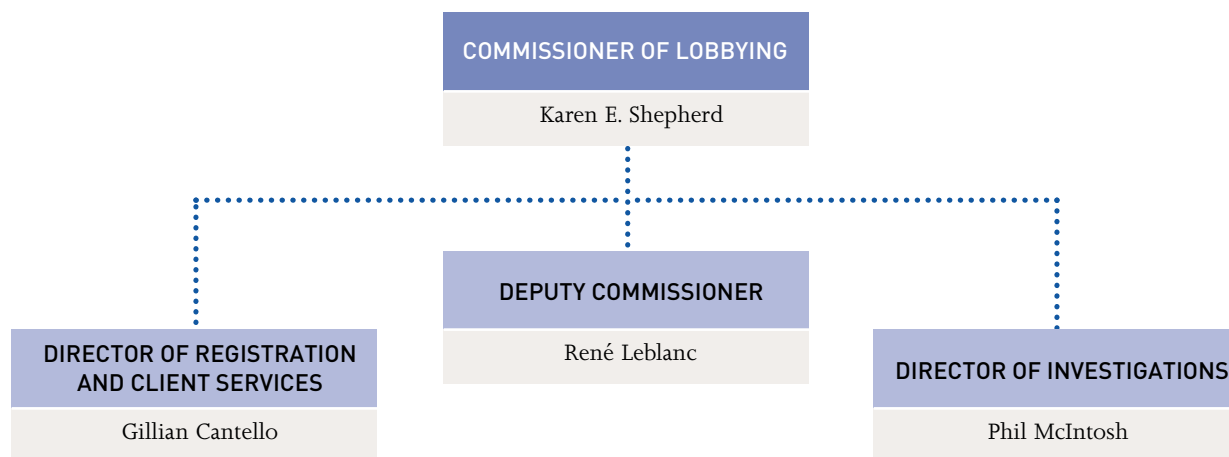 COMMISSIONER OF LOBBYING
Karen E. Shepherd
DEPUTY COMMISSIONER
René Leblanc
DIRECTOR OF REGISTRATION
AND CLIENT SERVICES
Gillian Cantello
DIRECTOR OF INVESTIGATIONS
Phil McIntosh